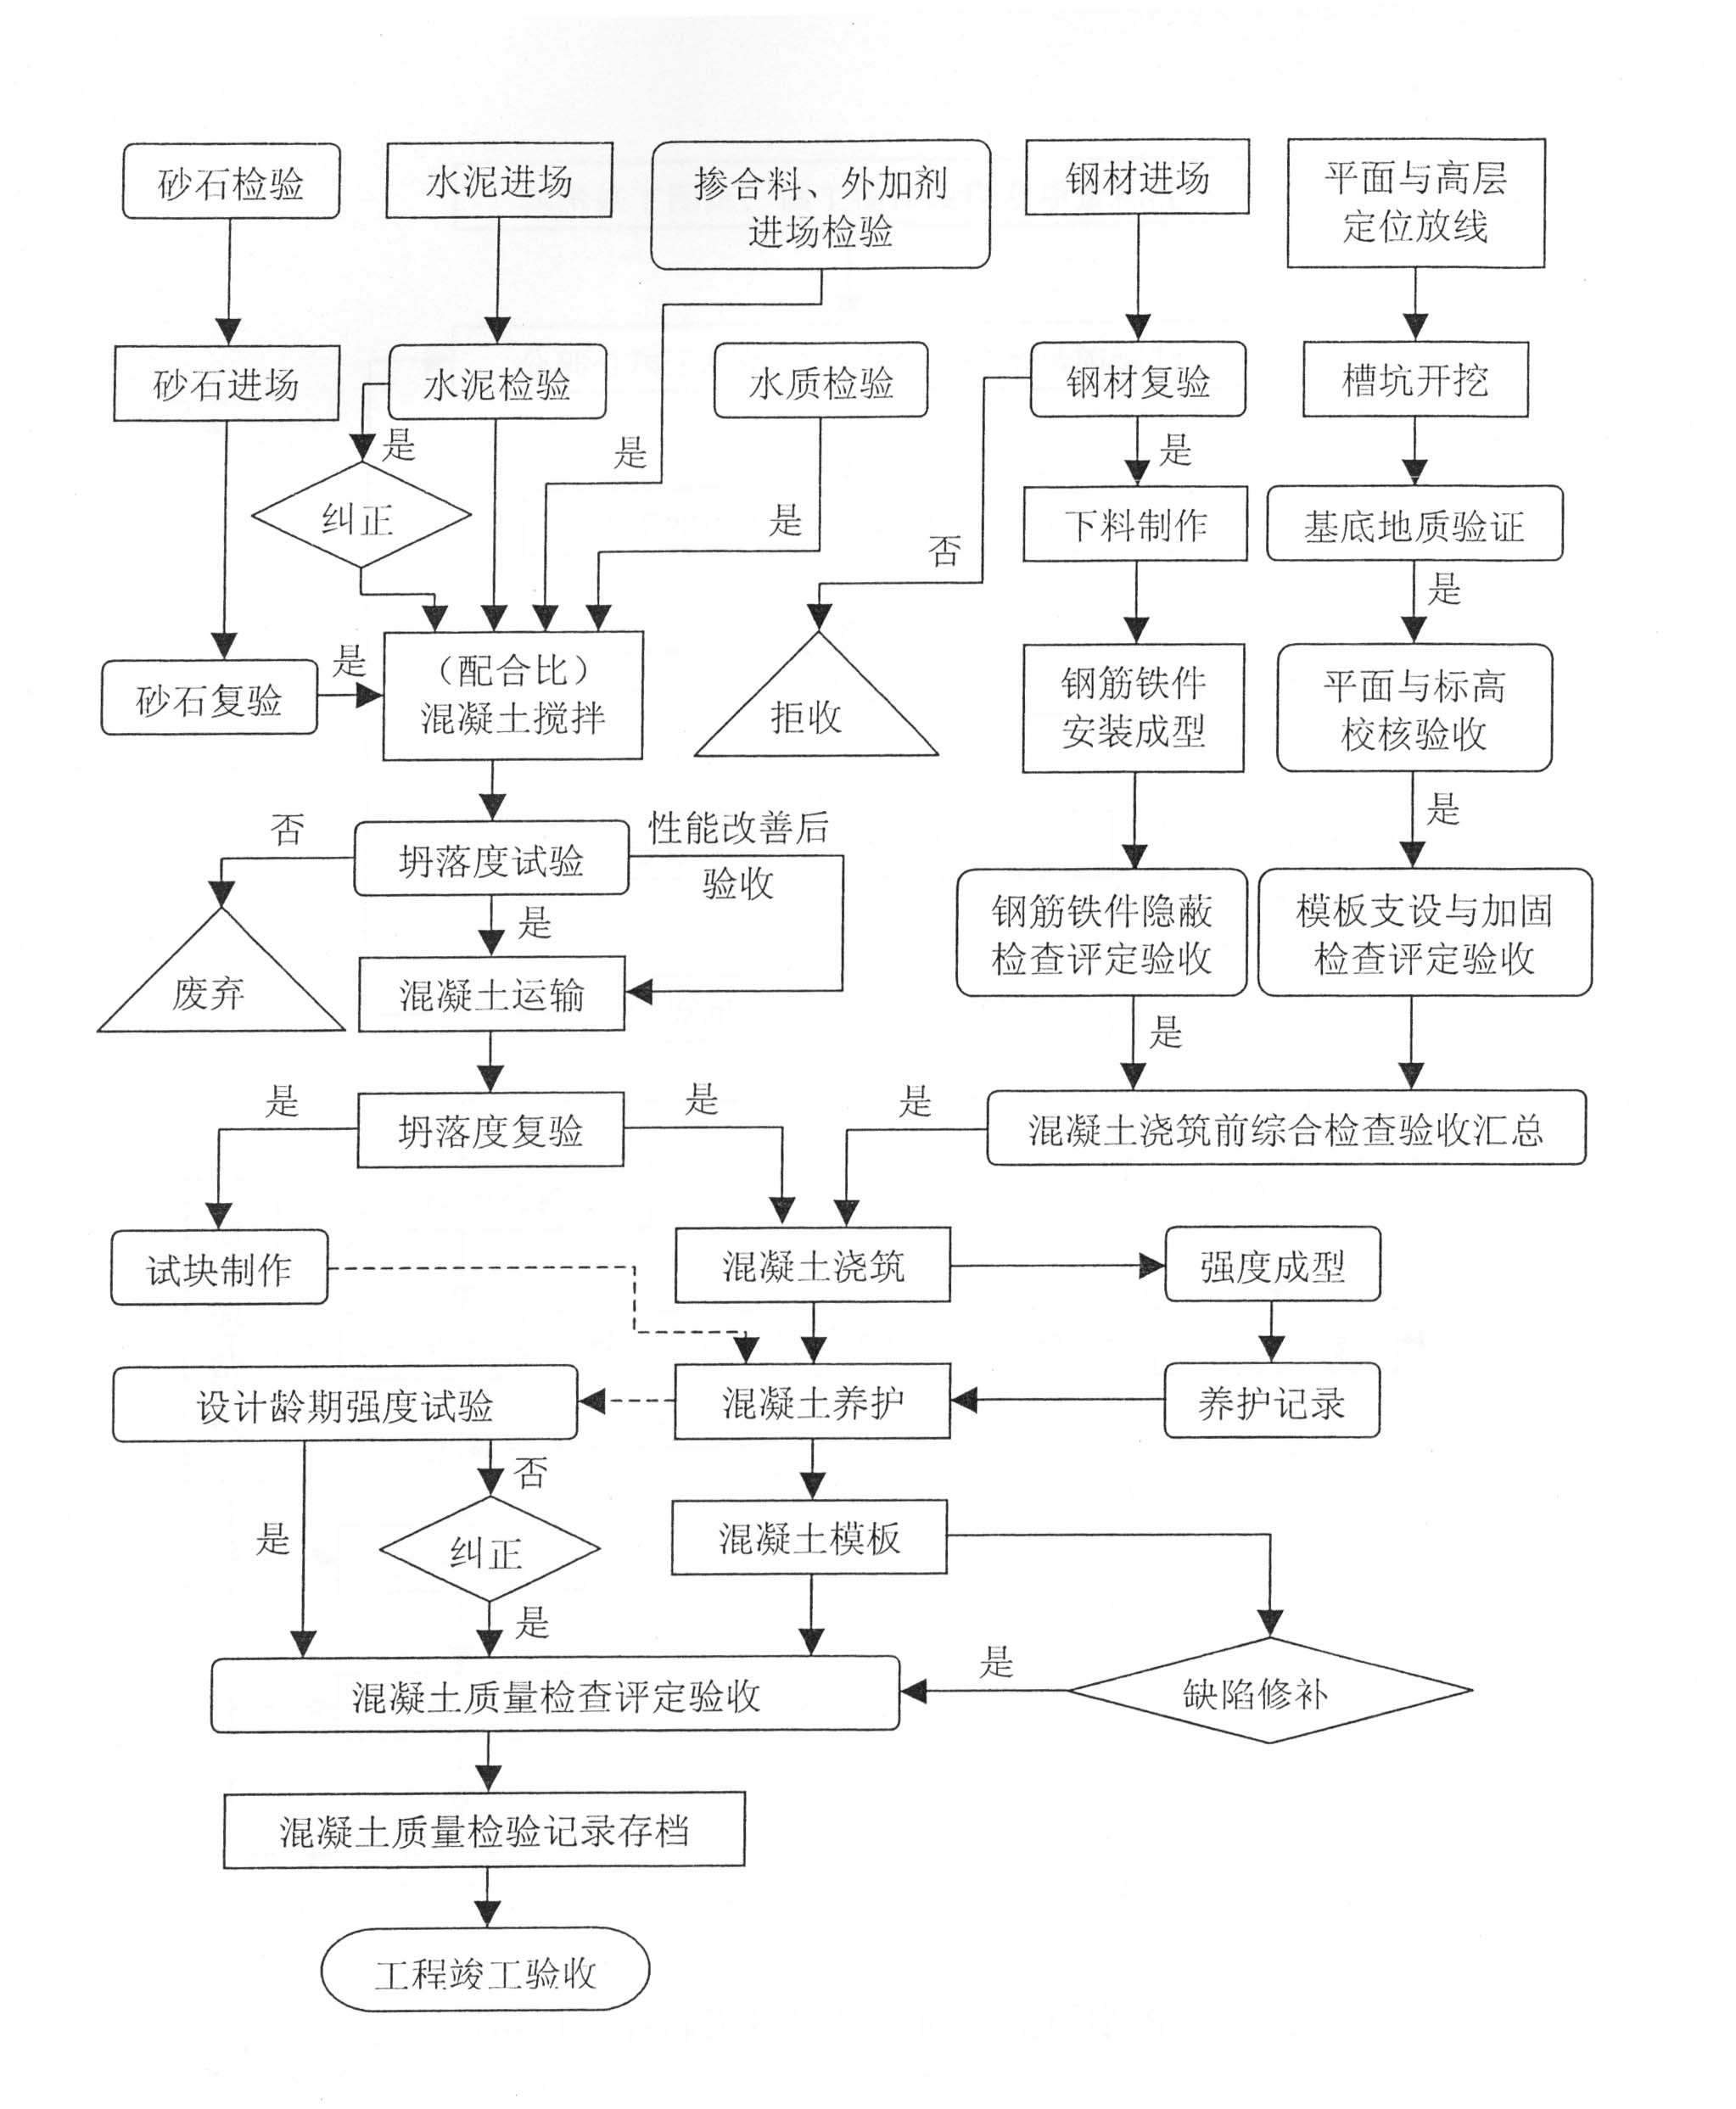 砂石检验
水泥进场
掺合料、外加剂
进场检验
钢材进场
平面与高层
定位放线
砂石进场
水泥检验
水质检验
钢材复验
槽坑开挖
是
是
是
纠正
是
否
下料制作
基底地质验证
是
砂石复验
是
（配合比）
混凝土搅拌
拒收
钢筋铁件
安装成型
平面与标高
校核验收
是
否
坍落度试验
性能改善后
验收
是
废弃
混凝土运输
钢筋铁件隐蔽
检查评定验收
模板支设与加固
检查评定验收
是
是
坍落度复验
是
是
混凝土浇筑前综合检查验收汇总
试块制作
混凝土浇筑
强度成型
设计龄期强度试验
混凝土养护
养护记录
否
是
纠正
混凝土模板
是
混凝土质量检查评定验收
是
缺陷修补
混凝土质量检验记录存档
工程竣工验收